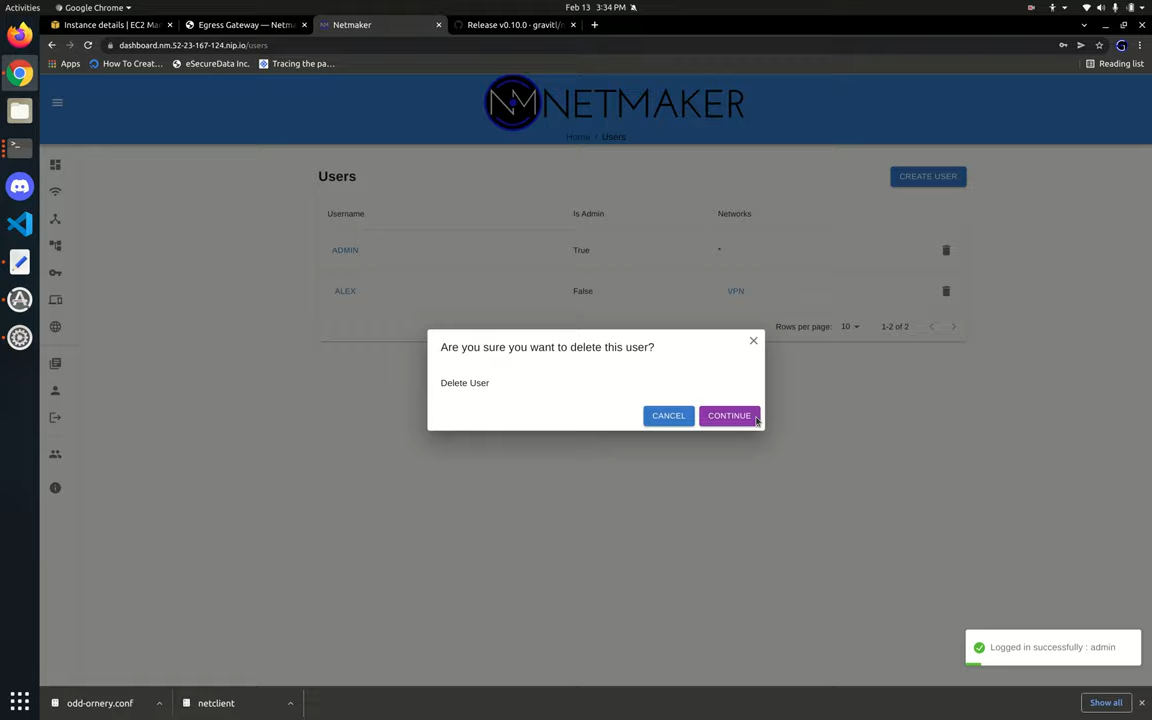 Activities
Google Chrome
Feb 13 3:34 PM
Instance details | EC2 Ma
Egress Gateway — Netm
Netmaker
Release v0.10.0 · gravitl/
dashboard.nm.52-23-167-124.nip.io/users
Apps
How To Creat…
eSecureData Inc.
Tracing the pa…
Reading list
NETMAKER
Home / Users
Users
CREATE USER
Username
Is Admin
Networks
ADMIN
True
*
ALEX
False
VPN
Rows per page: 10
1-2 of 2
Are you sure you want to delete this user?
Delete User
CANCEL
CONTINUE
Logged in successfully : admin
odd-ornery.conf
netclient
Show all